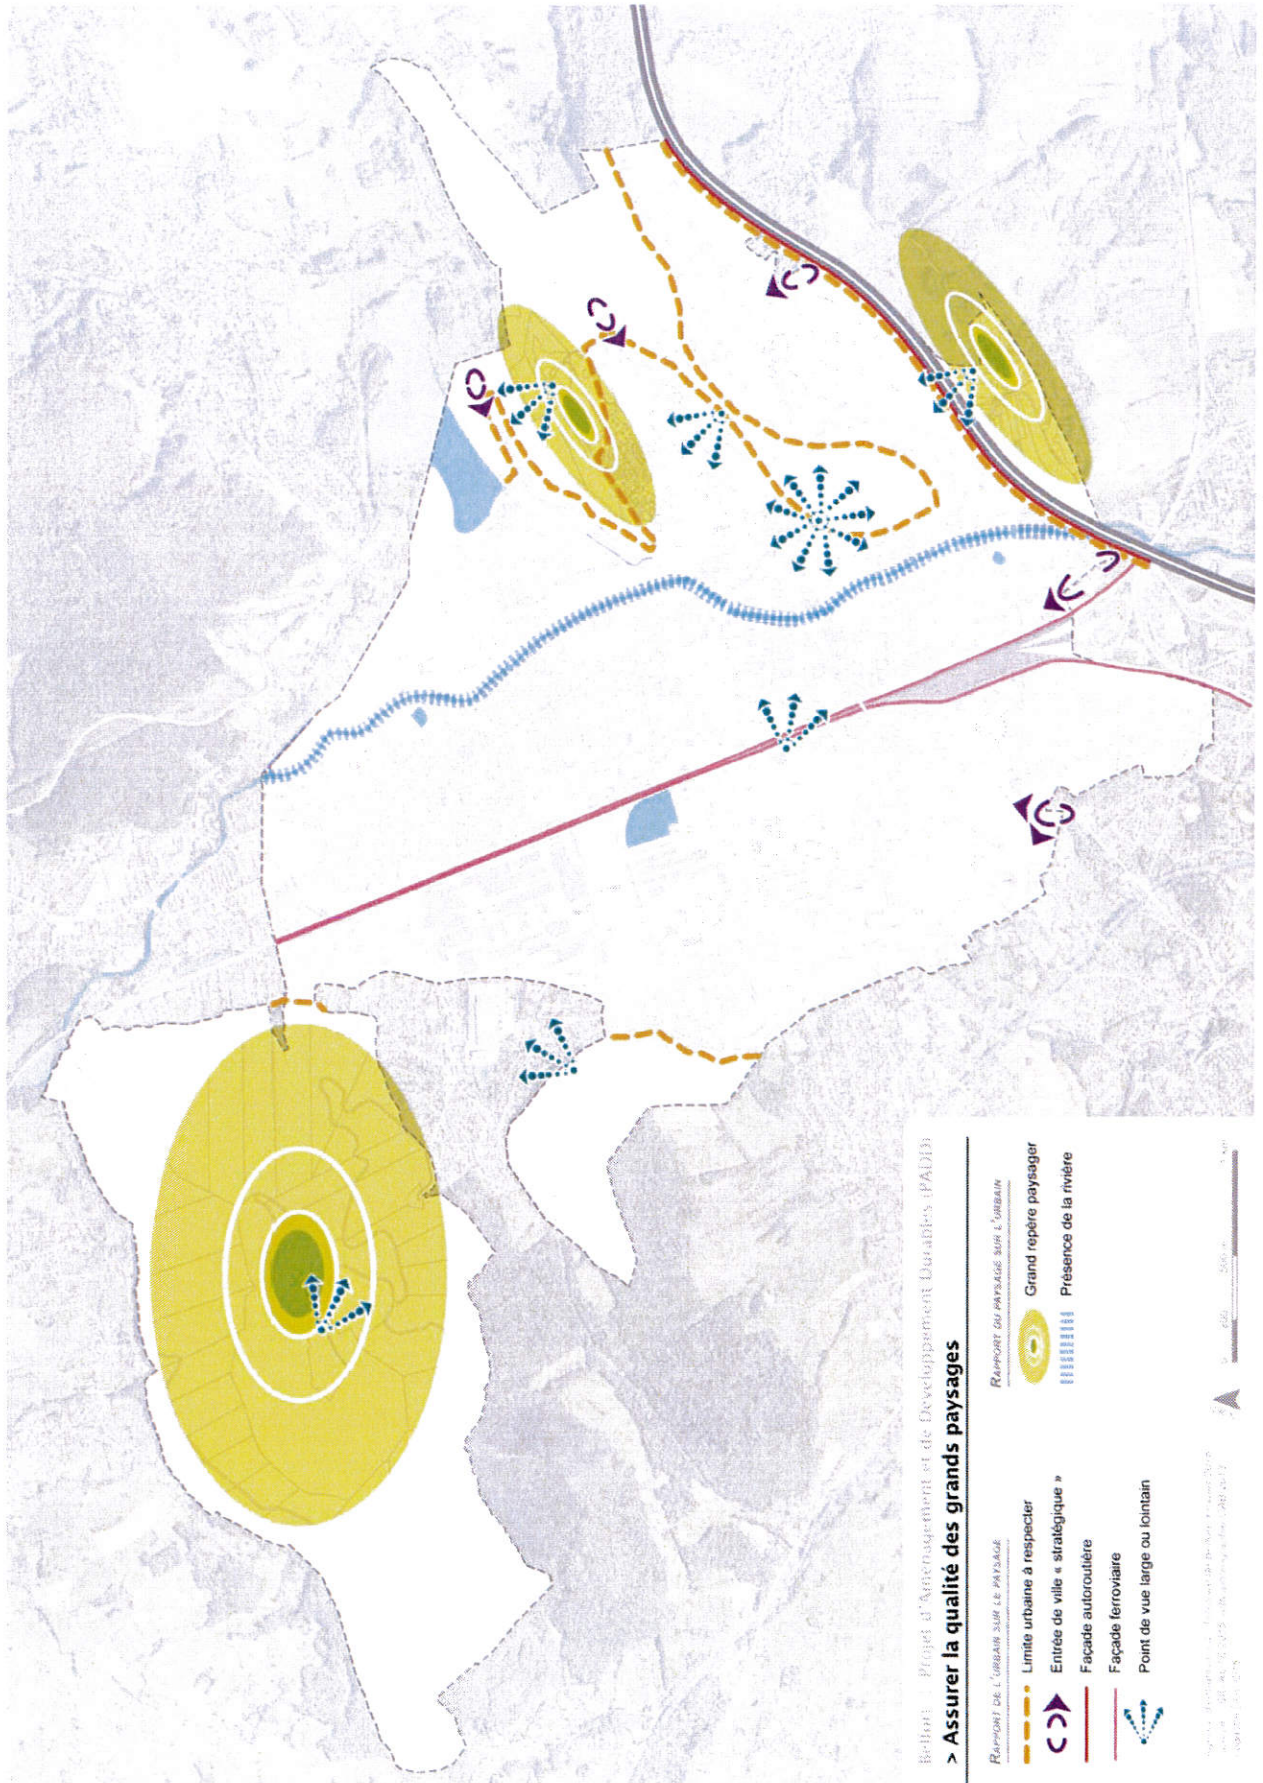 Belfort Projet d'Aménagement et de Développement Durables (PADD)
> Assurer la qualité des grands paysages
RAPPORT DE L'URBAIN SUR LE PAYSAGE
Limite urbaine à respecter
Entrée de ville « stratégique »
Façade autoroutière
Façade ferroviaire
Point de vue large ou lointain
RAPPORT DU PAYSAGE SUR L'URBAIN
Grand repère paysager
Présence de la rivière